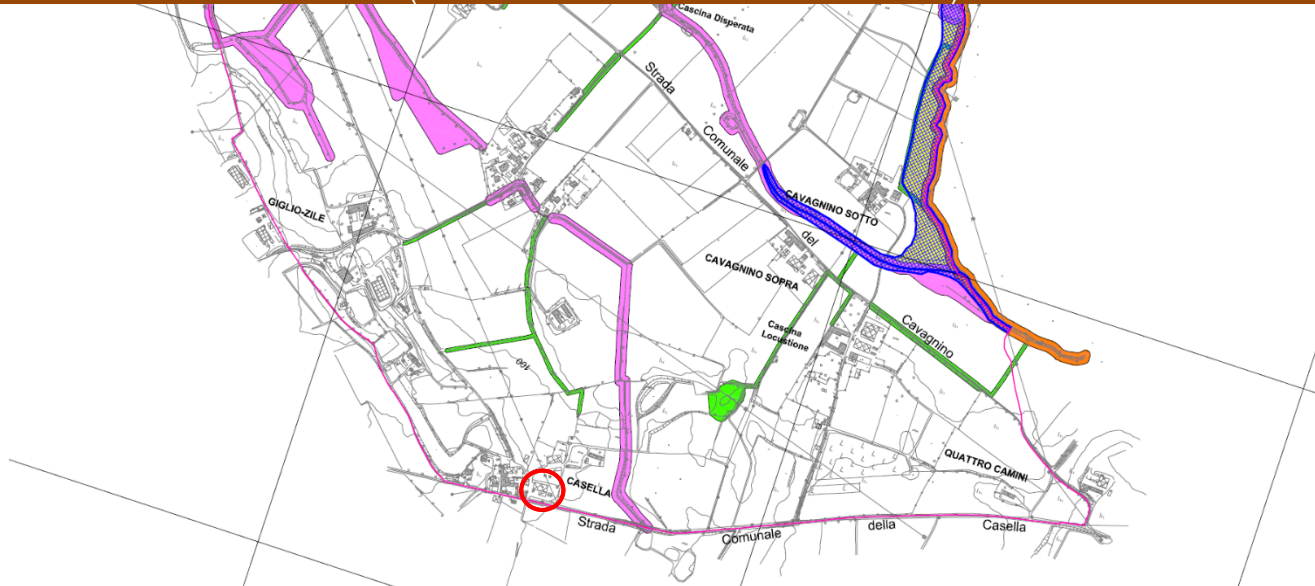 Cascina Disperata
Strada
Comunale
del
Cavagnino
CAVAGNINO SOTTO
GIGLIO-ZILE
CAVAGNINO SOPRA
Cascina
Locustione
400
QUATTRO CAMINI
CASELLA
Strada
Comunale
della
Casella